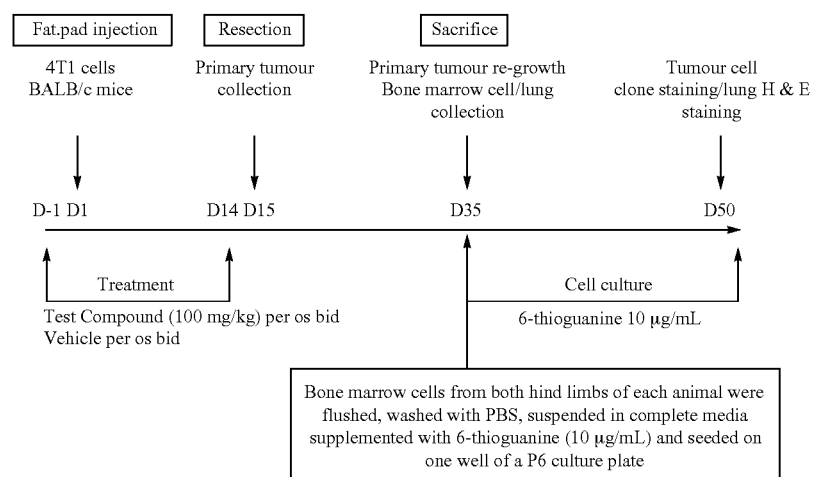 Fat.pad injection
Resection
Sacrifice
4T1 cells
BALB/c mice
Primary tumour
collection
Primary tumour re-growth
Bone marrow cell/lung
collection
Tumour cell
clone staining/lung H & E
staining
D-1 D1
D14 D15
D35
D50
Treatment
Cell culture
Test Compound (100 mg/kg) per os bid
Vehicle per os bid
6-thioguanine 10 µg/mL
Bone marrow cells from both hind limbs of each animal were
flushed, washed with PBS, suspended in complete media
supplemented with 6-thioguanine (10 µg/mL) and seeded on
one well of a P6 culture plate